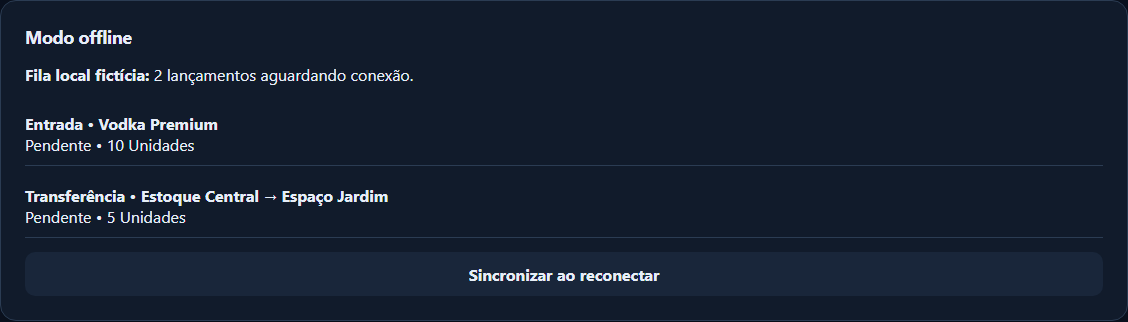 Modo offline
Fila local fictícia: 2 lançamentos aguardando conexão.
Entrada • Vodka Premium
Pendente • 10 Unidades
Transferência • Estoque Central → Espaço Jardim
Pendente • 5 Unidades
Sincronizar ao reconectar